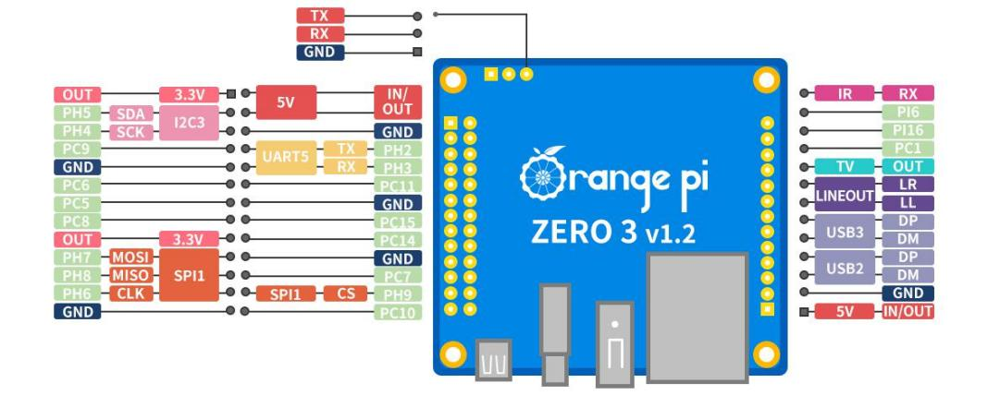 TX
RX
GND
OUT 3.3V 5V IN/OUT
PH5 SDA I2C3
PH4 SCK GND
PC9 UART5 TX PH2
GND RX PH3
PC6 PC11
PC5 GND
PC8 PC15
OUT 3.3V PC14
PH7 MOSI SPI1 GND
PH8 MISO PC7
PH6 CLK SPI1 CS PH9
GND PC10
Orange pi
ZERO 3 v1.2
IR RX
PI6
PI16
PC1
TV OUT
LINEOUT LR
LL
USB3 DP
DM
USB2 DP
DM
GND
5V IN/OUT